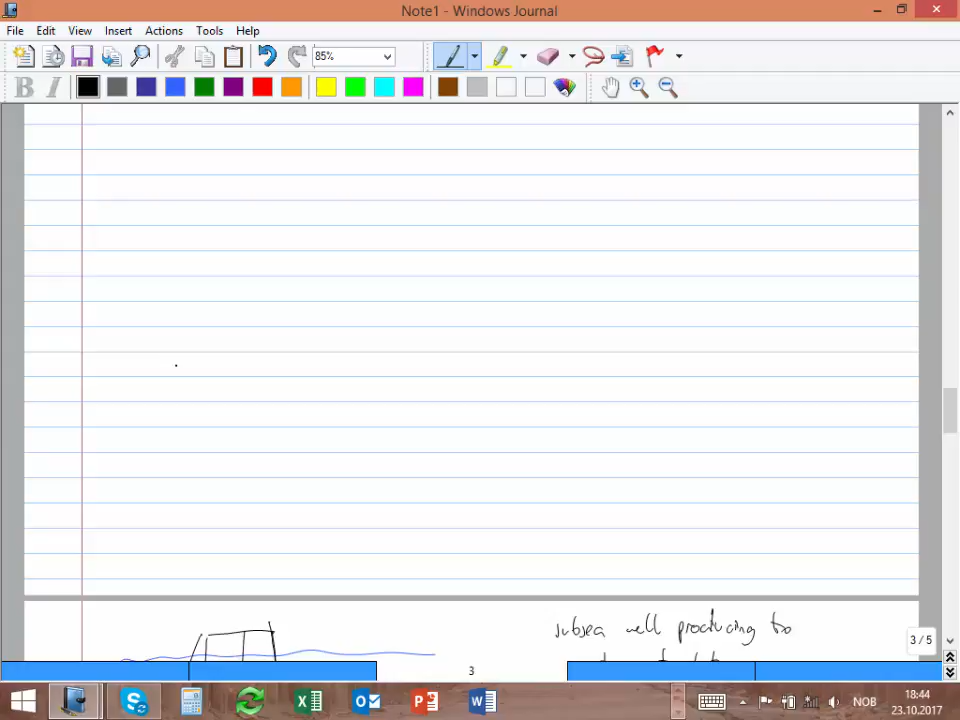 Note1 - Windows Journal
File Edit View Insert Actions Tools Help
85%
B I
subsea well producing to
3 / 5
3
NOB
18:44
23.10.2017